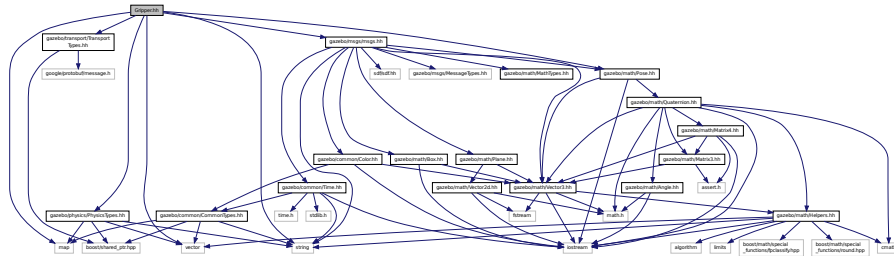 Gripper.hh
gazebo/transport/Transport
Types.hh
gazebo/msgs/msgs.hh
google/protobuf/message.h
sdf/sdf.hh
gazebo/msgs/MessageTypes.hh
gazebo/math/MathTypes.hh
gazebo/math/Pose.hh
gazebo/math/Quaternion.hh
gazebo/math/Matrix4.hh
gazebo/common/Color.hh
gazebo/math/Box.hh
gazebo/math/Plane.hh
gazebo/math/Matrix3.hh
gazebo/common/Time.hh
gazebo/math/Vector2d.hh
gazebo/math/Vector3.hh
gazebo/math/Angle.hh
assert.h
gazebo/physics/PhysicsTypes.hh
gazebo/common/CommonTypes.hh
time.h
stdlib.h
fstream
math.h
gazebo/math/Helpers.hh
map
boost/shared_ptr.hpp
vector
string
iostream
algorithm
limits
boost/math/special
_functions/fpclassify.hpp
boost/math/special
_functions/round.hpp
cmath